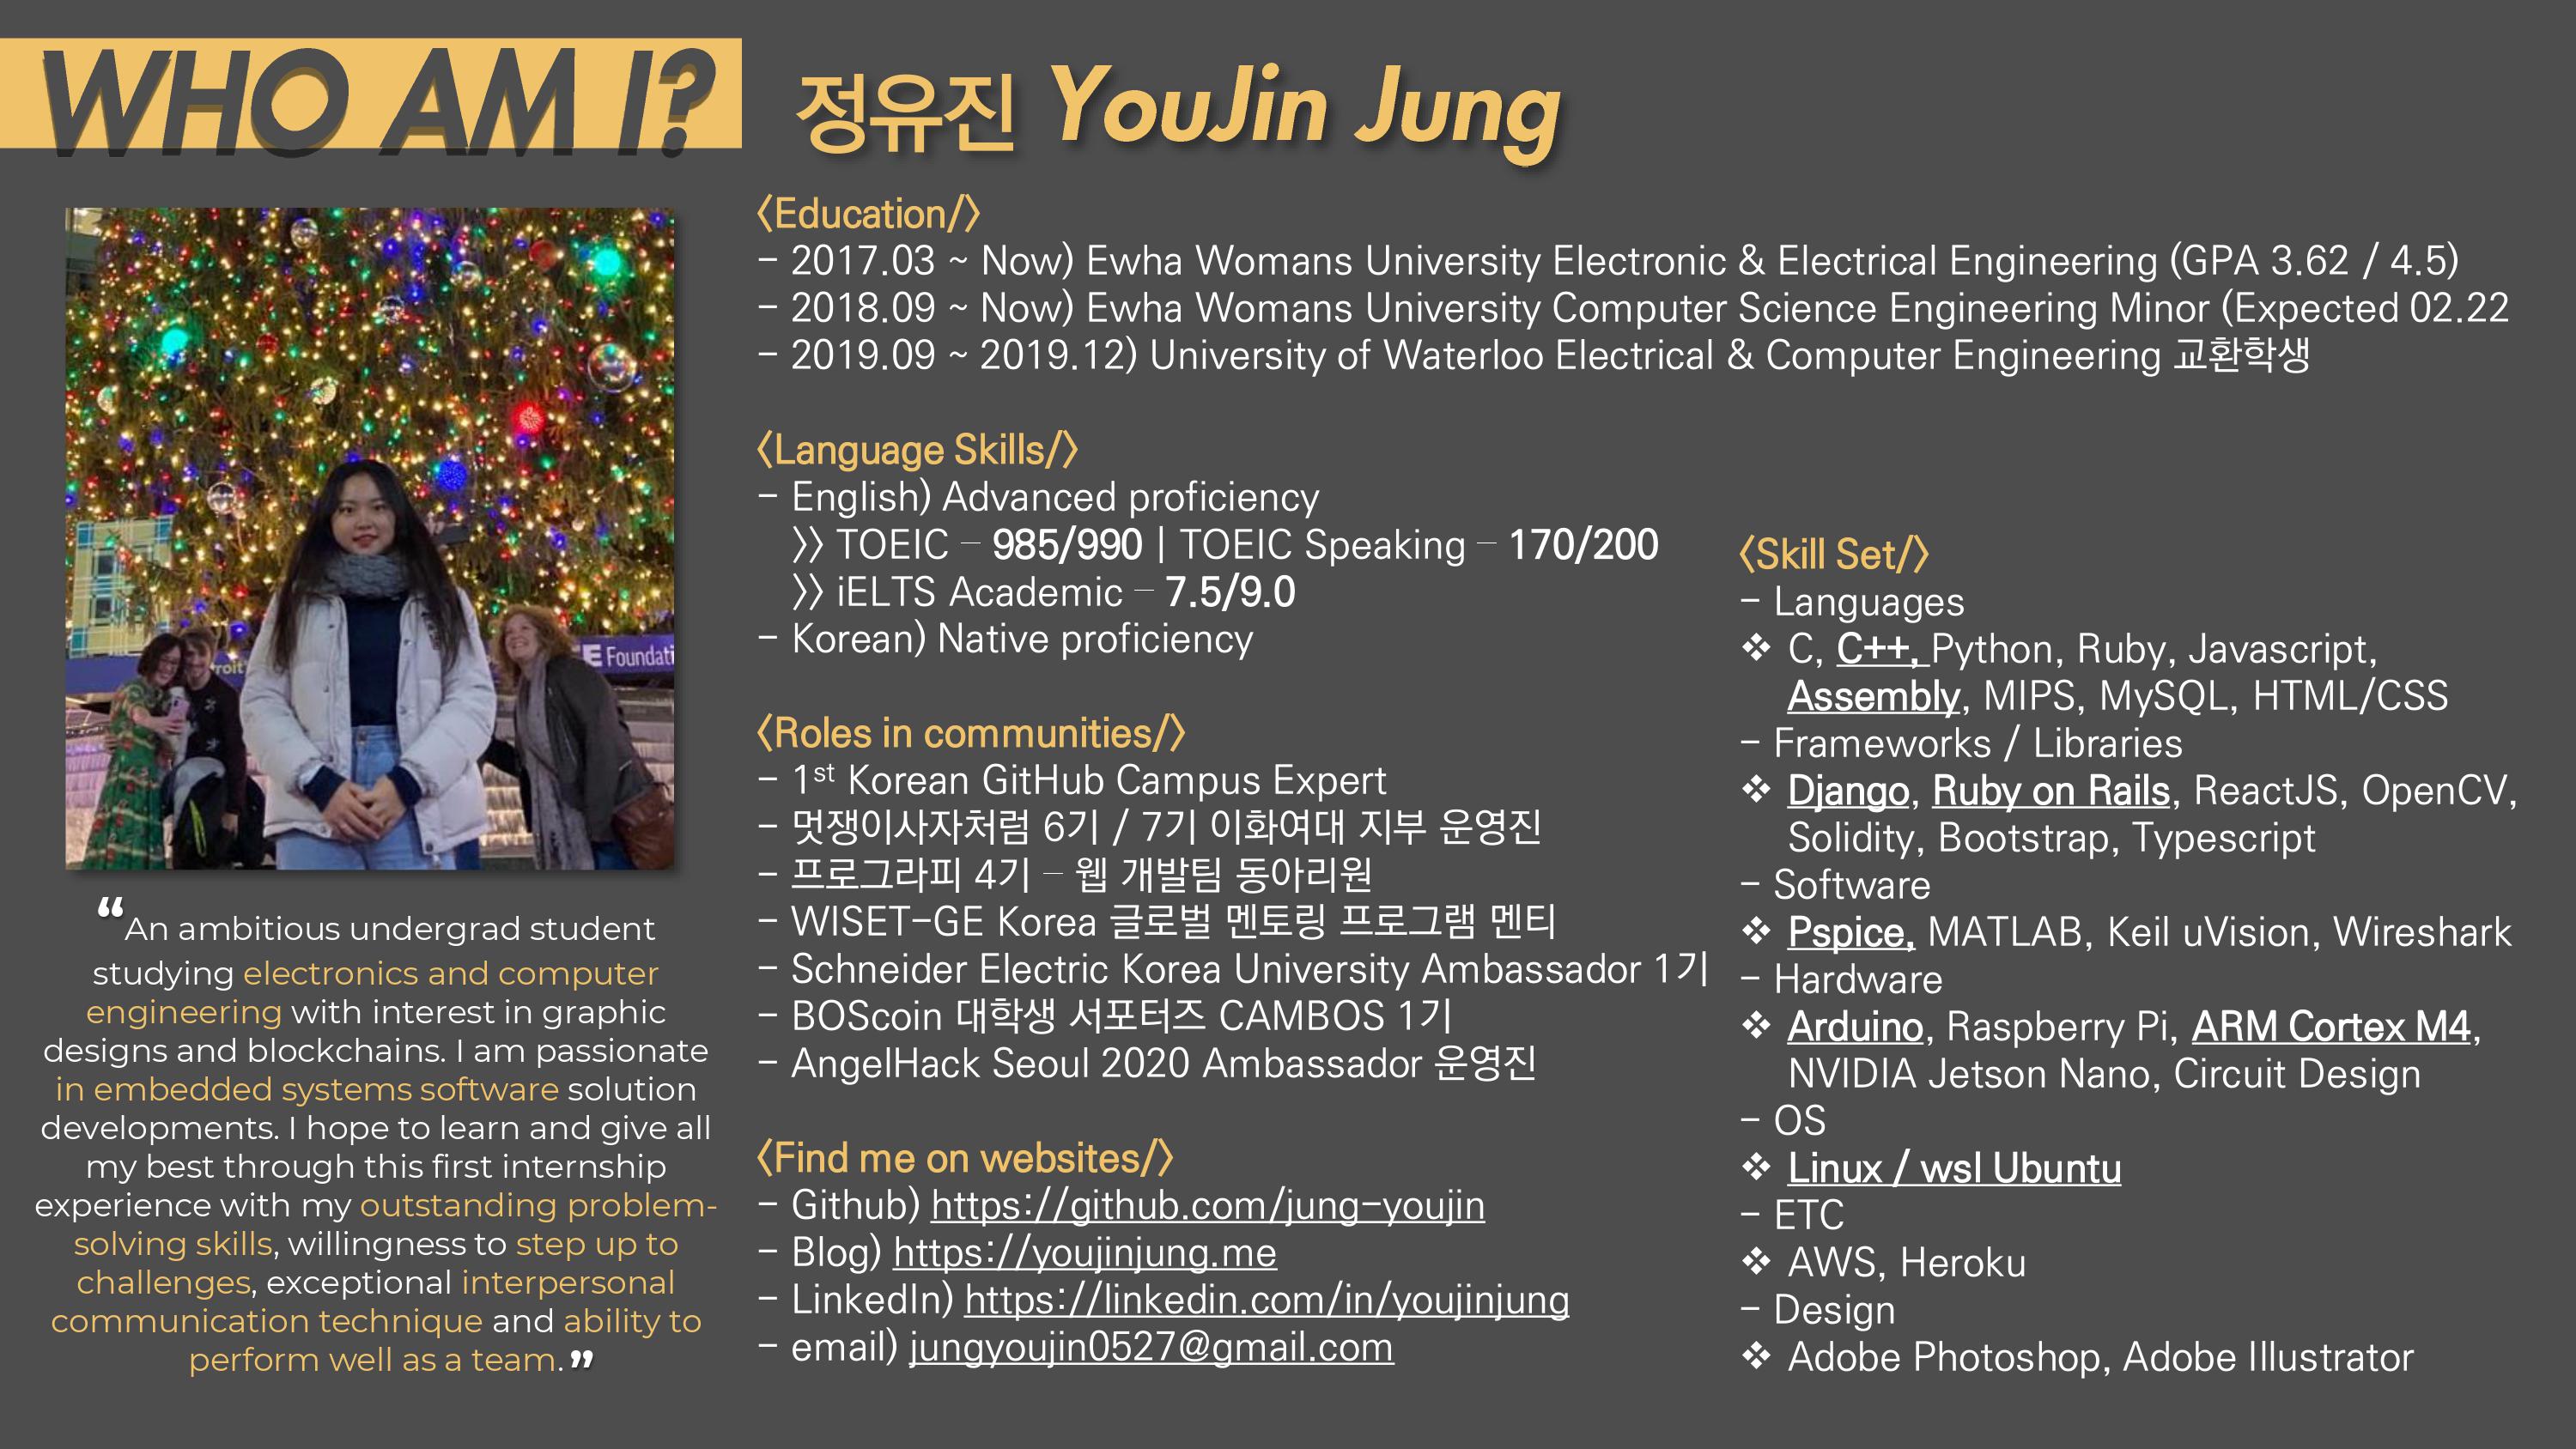 WHO AM I?
정유진 YouJin Jung
roit
E Foundati
“An ambitious undergrad student
studying electronics and computer
engineering with interest in graphic
designs and blockchains. I am passionate
in embedded systems software solution
developments. I hope to learn and give all
my best through this first internship
experience with my outstanding problem-
solving skills, willingness to step up to
challenges, exceptional interpersonal
communication technique and ability to
perform well as a team.”
<Education/>
- 2017.03 ~ Now) Ewha Womans University Electronic & Electrical Engineering (GPA 3.62 / 4.5)
- 2018.09 ~ Now) Ewha Womans University Computer Science Engineering Minor (Expected 02.22
- 2019.09 ~ 2019.12) University of Waterloo Electrical & Computer Engineering 교환학생
<Language Skills/>
- English) Advanced proficiency
>> TOEIC – 985/990 | TOEIC Speaking – 170/200
>> iELTS Academic – 7.5/9.0
- Korean) Native proficiency
<Roles in communities/>
- 1st Korean GitHub Campus Expert
- 멋쟁이사자처럼 6기 / 7기 이화여대 지부 운영진
- 프로그라피 4기 – 웹 개발팀 동아리원
- WISET-GE Korea 글로벌 멘토링 프로그램 멘티
- Schneider Electric Korea University Ambassador 1기
- BOScoin 대학생 서포터즈 CAMBOS 1기
- AngelHack Seoul 2020 Ambassador 운영진
<Find me on websites/>
- Github) https://github.com/jung-youjin
- Blog) https://youjinjung.me
- LinkedIn) https://linkedin.com/in/youjinjung
- email) jungyoujin0527@gmail.com
<Skill Set/>
- Languages
❖ C, C++, Python, Ruby, Javascript,
Assembly, MIPS, MySQL, HTML/CSS
- Frameworks / Libraries
❖ Django, Ruby on Rails, ReactJS, OpenCV,
Solidity, Bootstrap, Typescript
- Software
❖ Pspice, MATLAB, Keil uVision, Wireshark
- Hardware
❖ Arduino, Raspberry Pi, ARM Cortex M4,
NVIDIA Jetson Nano, Circuit Design
- OS
❖ Linux / wsl Ubuntu
- ETC
❖ AWS, Heroku
- Design
❖ Adobe Photoshop, Adobe Illustrator